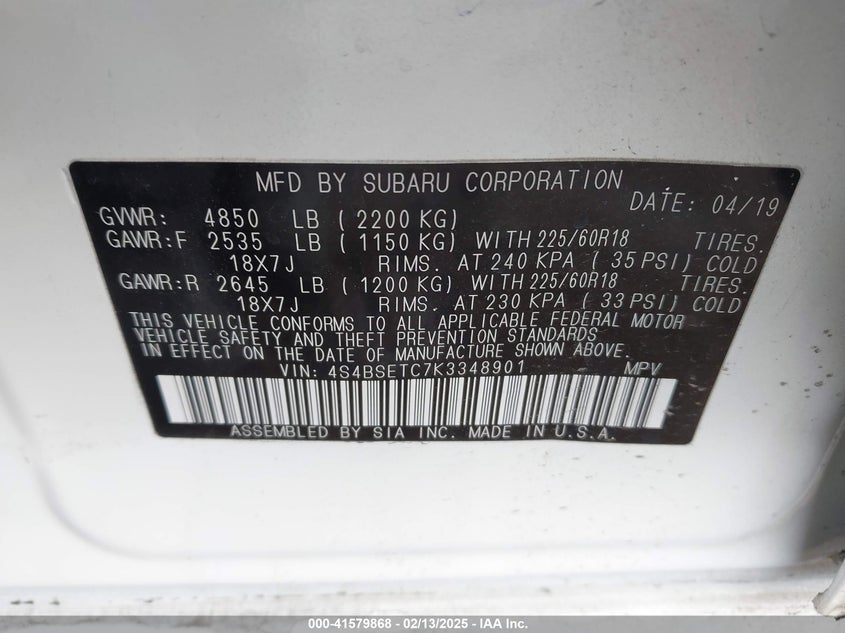 MFD BY SUBARU CORPORATION
DATE: 04/19
GVWR: 4850 LB (2200 KG)
GAWR:F 2535 LB (1150 KG) WITH 225/60R18 TIRES.
18X7J RIMS. AT 240 KPA (35 PSI) COLD
GAWR:R 2645 LB (1200 KG) WITH 225/60R18 TIRES.
18X7J RIMS. AT 230 KPA (33 PSI) COLD
THIS VEHICLE CONFORMS TO ALL APPLICABLE FEDERAL MOTOR
VEHICLE SAFETY AND THEFT PREVENTION STANDARDS
IN EFFECT ON THE DATE OF MANUFACTURE SHOWN ABOVE.
VIN: 4S4BSETC7K3348901 MPV
ASSEMBLED BY SIA INC. MADE IN U.S.A.
000-41579868 - 02/13/2025 - IAAI.com